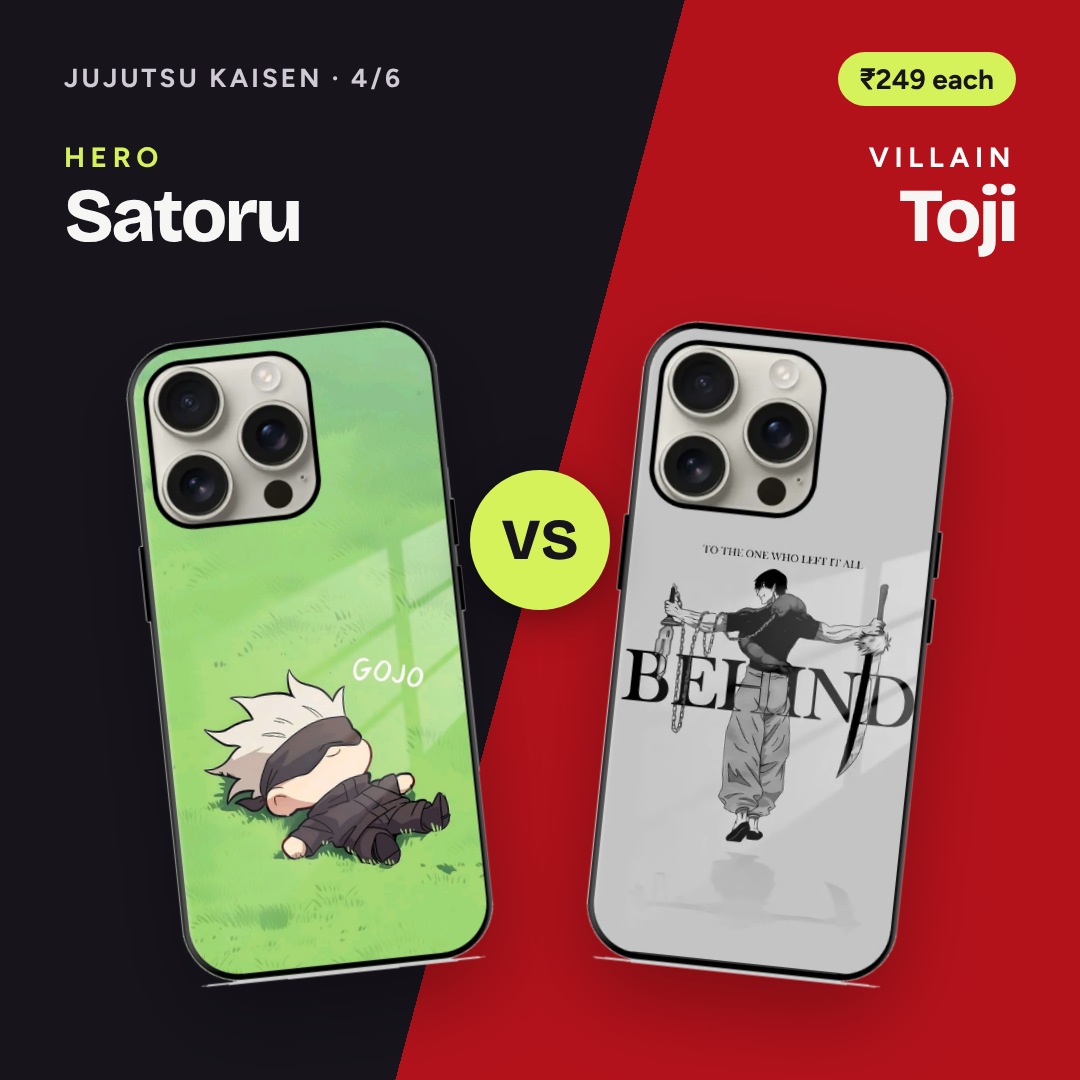 JUJUTSU KAISEN · 4/6
₹249 each
HERO
Satoru
VILLAIN
Toji
VS
GOJO
TO THE ONE WHO LEFT IT ALL
BEHIND